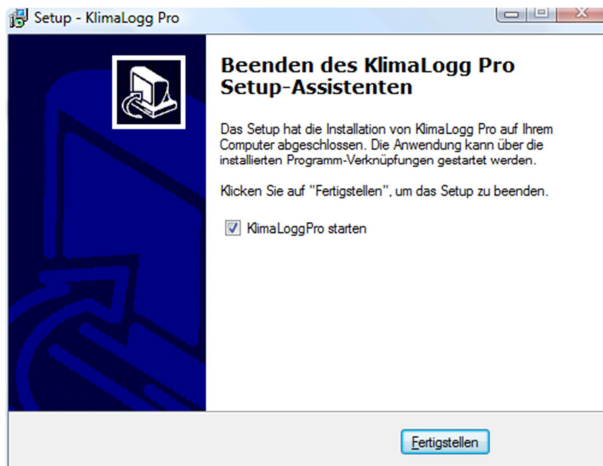 Setup - KlimaLogg Pro
Beenden des KlimaLogg Pro
Setup-Assistenten
Das Setup hat die Installation von KlimaLogg Pro auf Ihrem
Computer abgeschlossen. Die Anwendung kann über die
installierten Programm-Verknüpfungen gestartet werden.
Klicken Sie auf "Fertigstellen", um das Setup zu beenden.
KlimaLoggPro starten
Fertigstellen